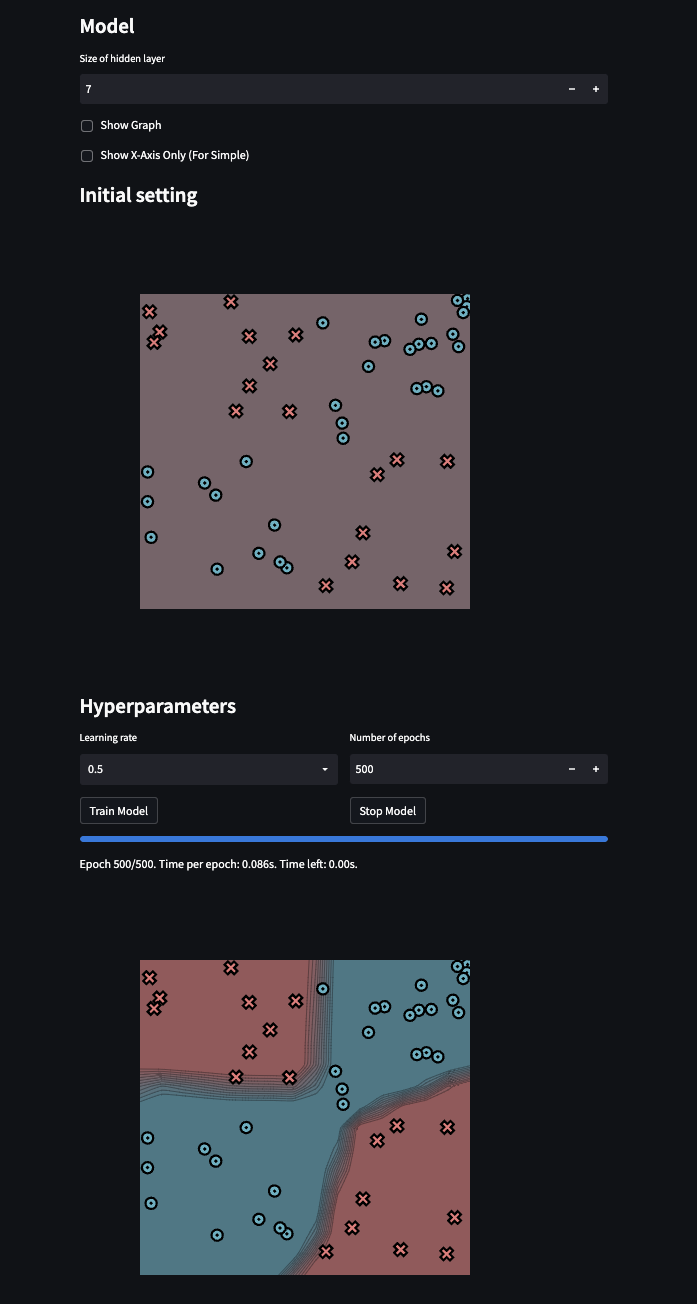 Model
Size of hidden layer
7
Show Graph
Show X-Axis Only (For Simple)
Initial setting
Hyperparameters
Learning rate
Number of epochs
0.5
500
Train Model
Stop Model
Epoch 500/500. Time per epoch: 0.086s. Time left: 0.00s.